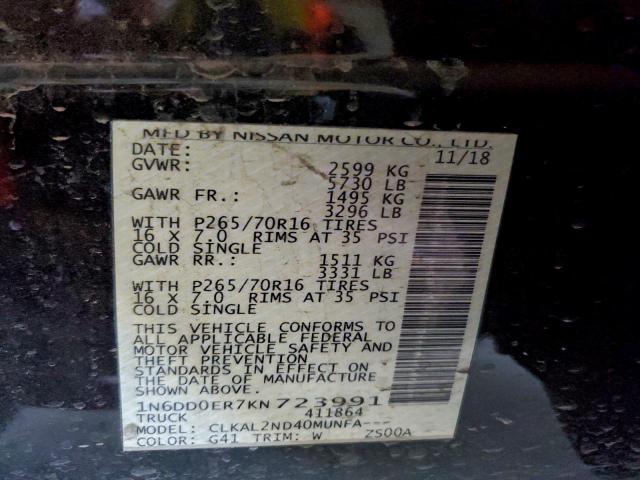 MFD BY NISSAN MOTOR CO., LTD.
DATE: 11/18
GVWR: 2599 KG
5730 LB
GAWR FR.: 1495 KG
3296 LB
WITH P265/70R16 TIRES
16 X 7.0 RIMS AT 35 PSI
COLD SINGLE
GAWR RR.: 1511 KG
3331 LB
WITH P265/70R16 TIRES
16 X 7.0 RIMS AT 35 PSI
COLD SINGLE
THIS VEHICLE CONFORMS TO
ALL APPLICABLE FEDERAL
MOTOR VEHICLE SAFETY AND
THEFT PREVENTION
STANDARDS IN EFFECT ON
THE DATE OF MANUFACTURE
SHOWN ABOVE.
1N6DD0ER7KN723991
TRUCK 411864
MODEL: CLKAL2ND40MUNFA---
COLOR: G41 TRIM: W ZS00A